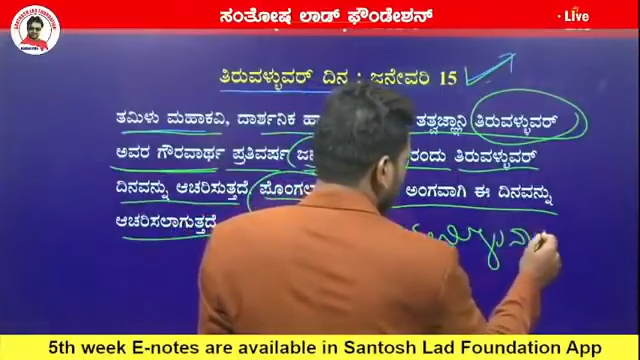 ಸಂತೋಷ ಲಾಡ್ ಫೌಂಡೇಶನ್
Live
ತಿರುವಳ್ಳುವರ್ ದಿನ : ಜನೇವರಿ 15
ತಮಿಳು ಮಹಾಕವಿ, ದಾರ್ಶನಿಕ ತತ್ವಜ್ಞಾನಿ ತಿರುವಳ್ಳುವರ್
ಅವರ ಗೌರವಾರ್ಥ ಪ್ರತಿವರ್ಷ ರಂದು ತಿರುವಳ್ಳುವರ್
ದಿನವನ್ನು ಆಚರಿಸುತ್ತದೆ, ಅಂಗವಾಗಿ ಈ ದಿನವನ್ನು
ಆಚರಿಸಲಾಗುತ್ತದೆ
5th week E-notes are available in Santosh Lad Foundation App